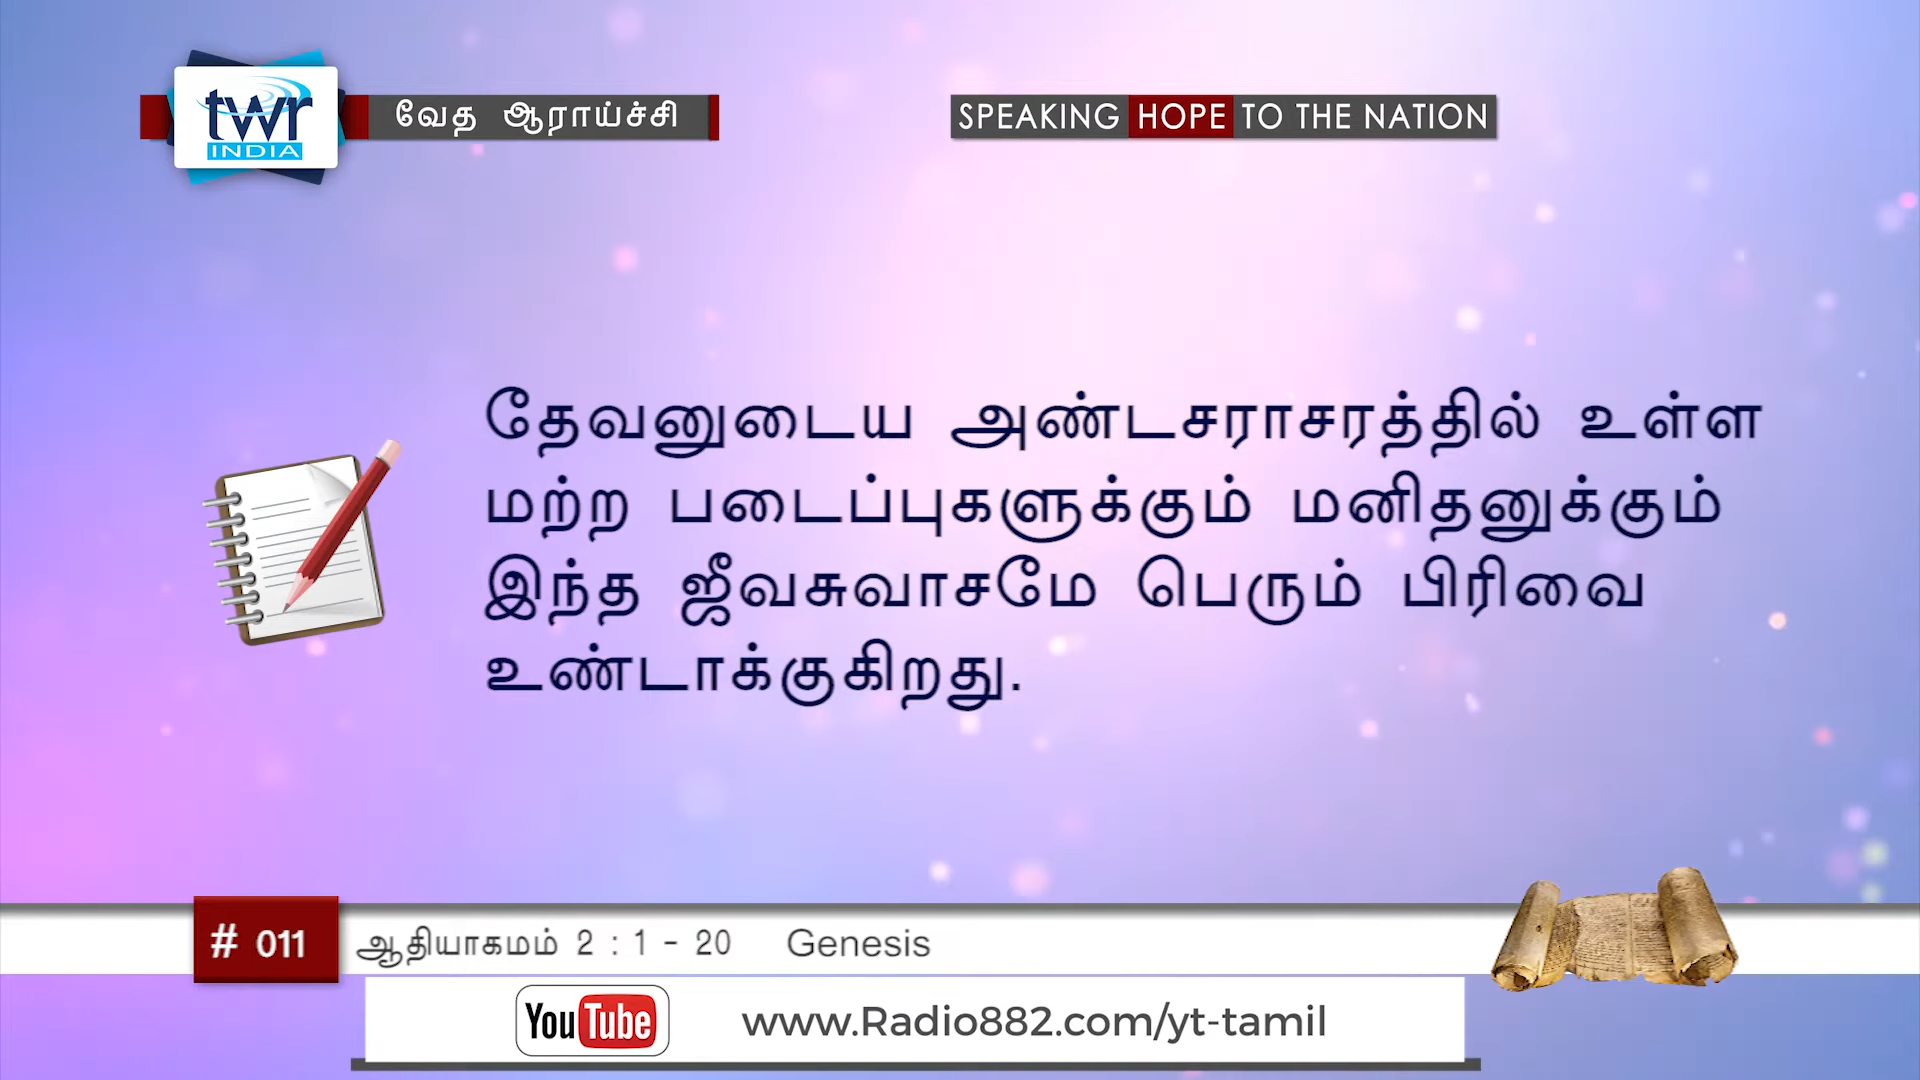 twr
INDIA
வேத ஆராய்ச்சி
SPEAKING HOPE TO THE NATION
தேவனுடைய அண்டசராசரத்தில் உள்ள
மற்ற படைப்புகளுக்கும் மனிதனுக்கும்
இந்த ஜீவசுவாசமே பெரும் பிரிவை
உண்டாக்குகிறது.
# 011
ஆதியாகமம் 2 : 1 - 20 Genesis
YouTube
www.Radio882.com/yt-tamil